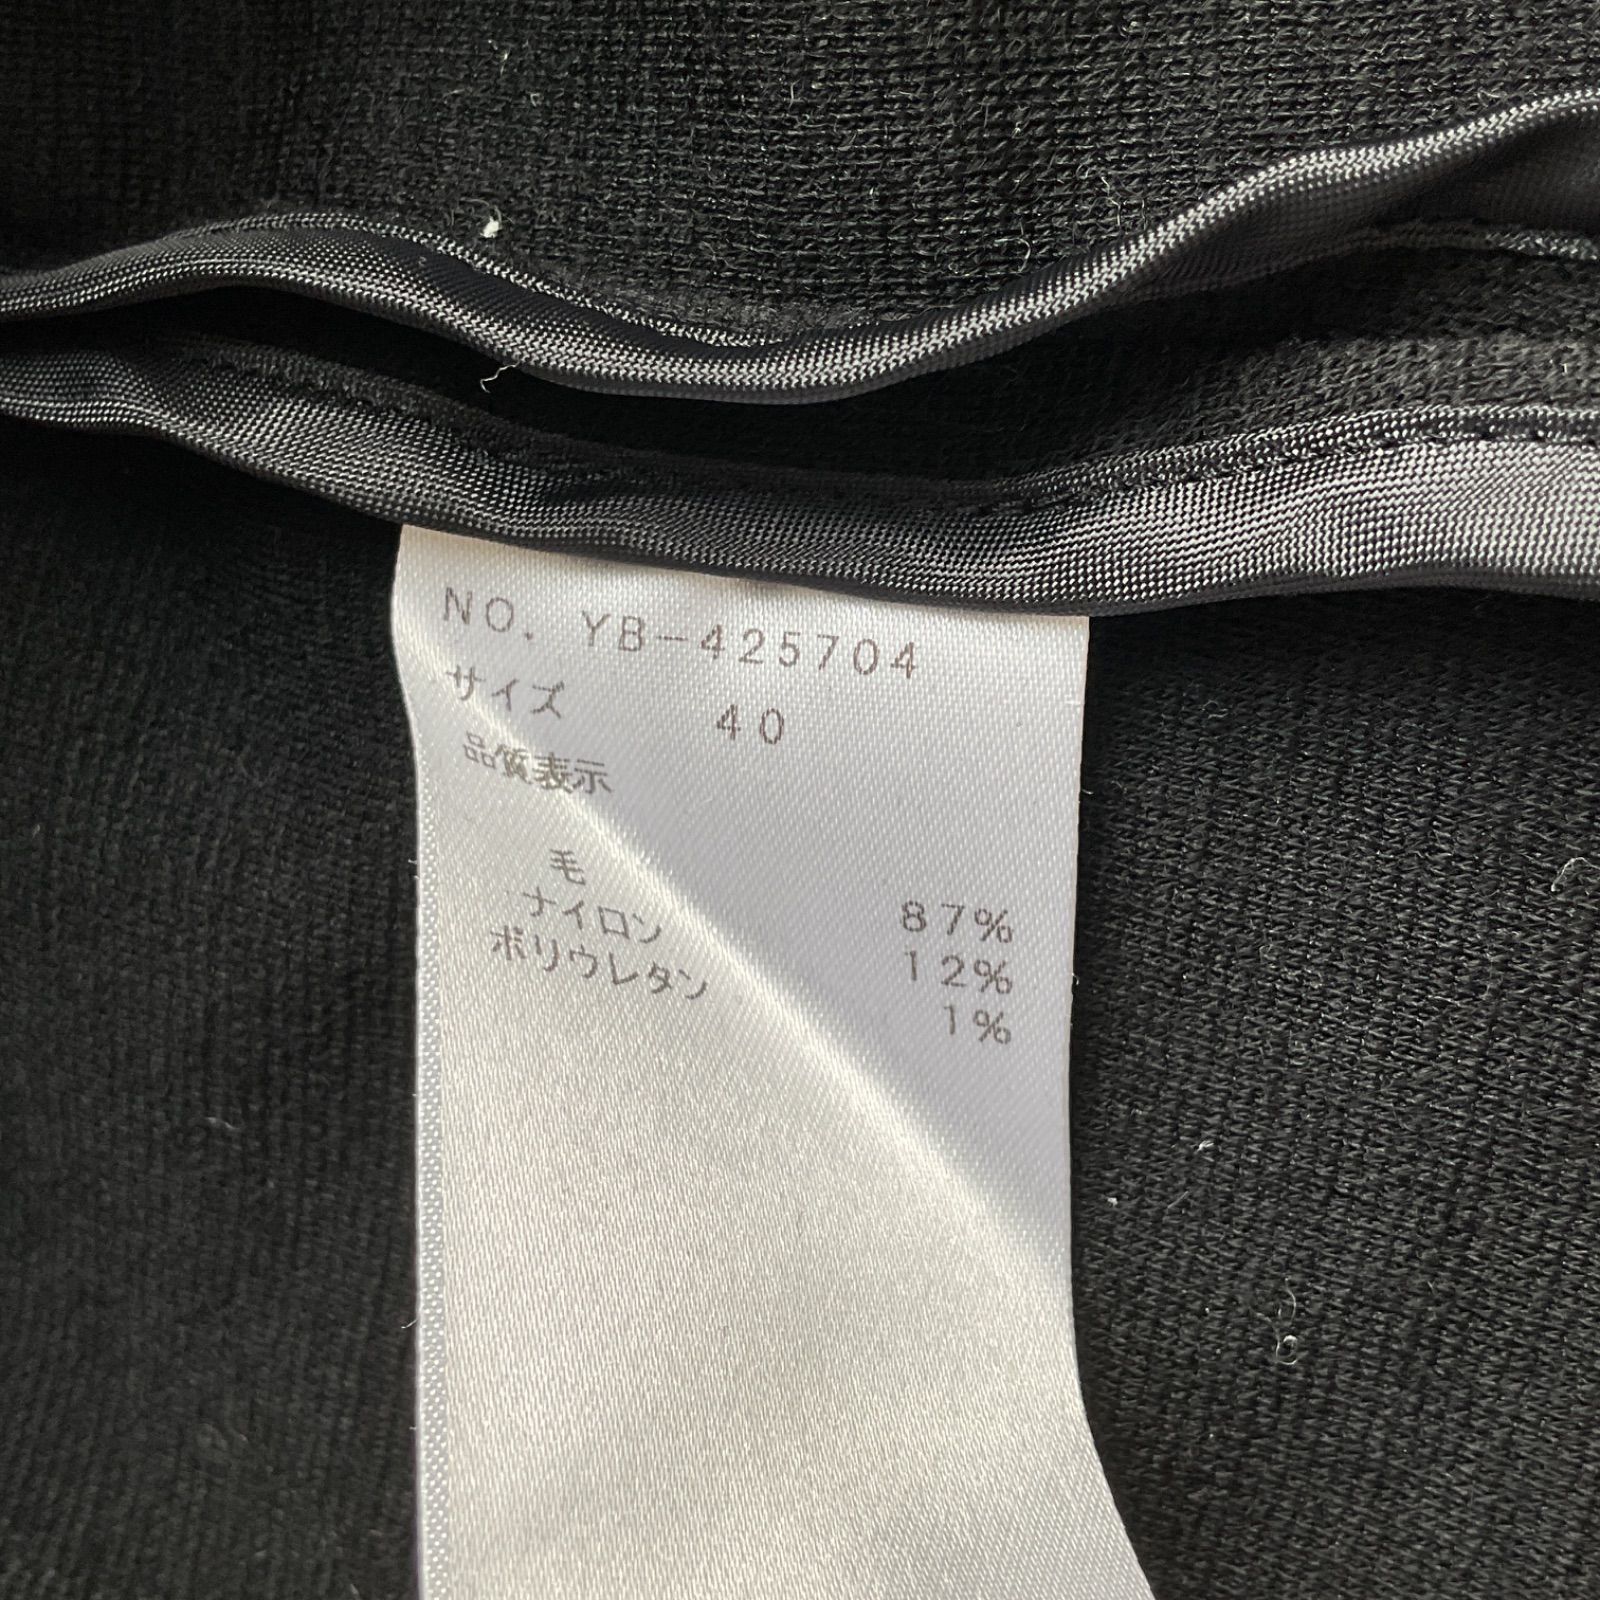 NO. YB-425704
サイズ 40
品質表示
毛 87%
ナイロン 12%
ポリウレタン 1%